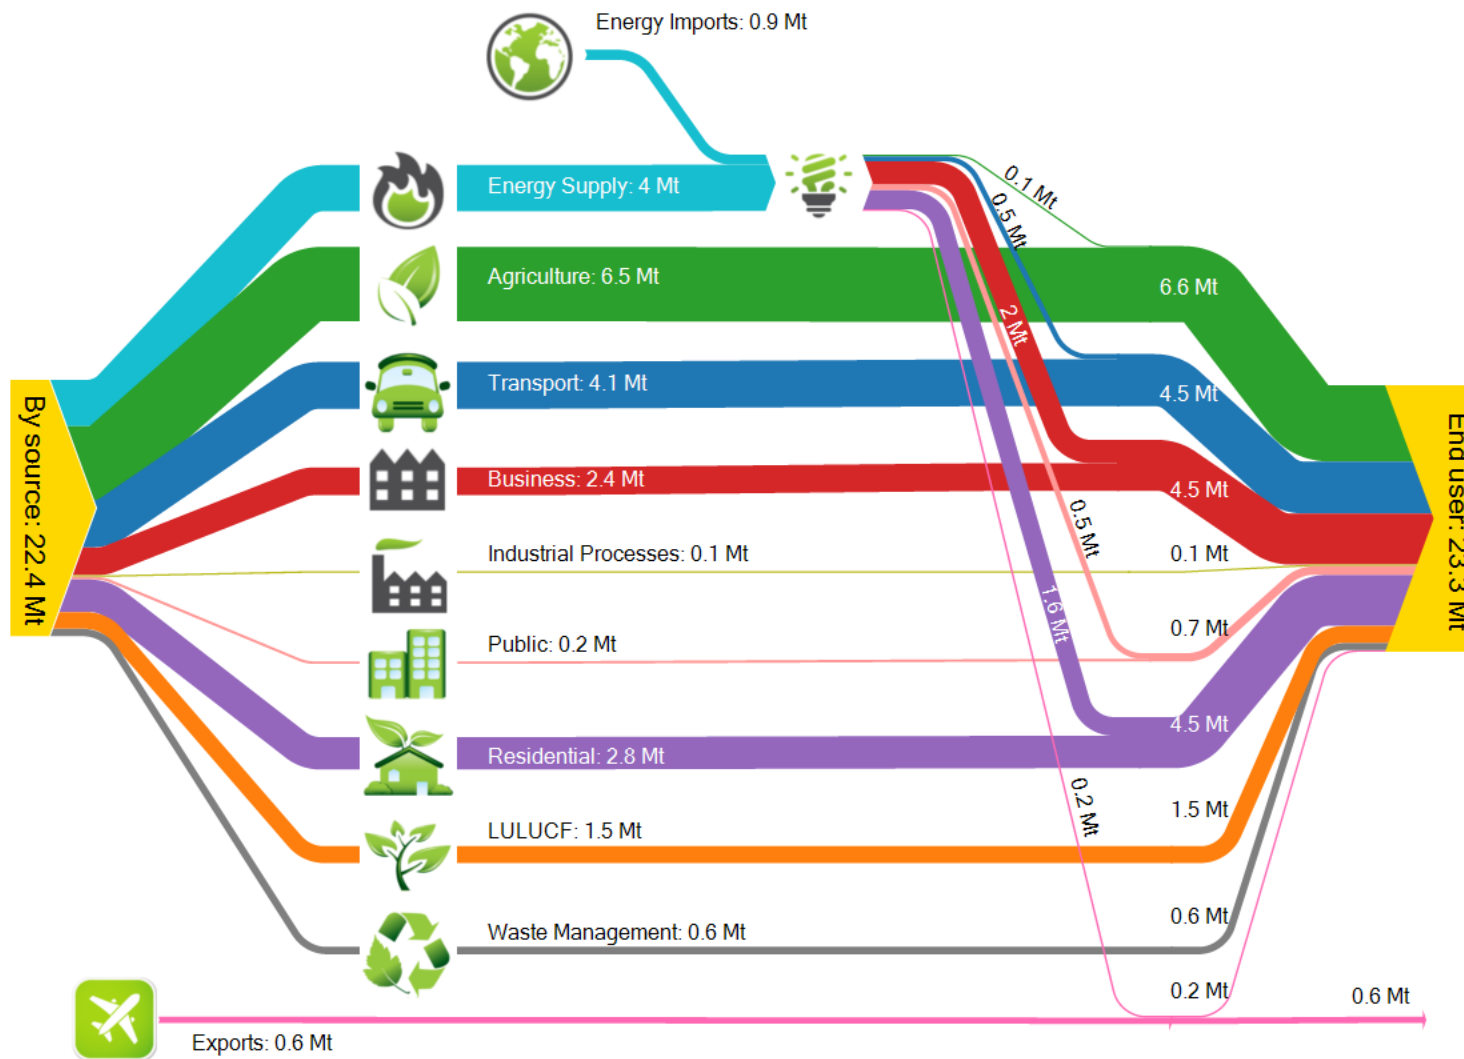 Energy Imports: 0.9 Mt
Energy Supply: 4 Mt
0.1 Mt
0.5 Mt
Agriculture: 6.5 Mt
6.6 Mt
2 Mt
Transport: 4.1 Mt
4.5 Mt
By source: 22.4 Mt
End user: 23.3 Mt
Business: 2.4 Mt
4.5 Mt
0.5 Mt
Industrial Processes: 0.1 Mt
0.1 Mt
1.6 Mt
Public: 0.2 Mt
0.7 Mt
Residential: 2.8 Mt
4.5 Mt
0.2 Mt
LULUCF: 1.5 Mt
1.5 Mt
Waste Management: 0.6 Mt
0.6 Mt
0.2 Mt
0.6 Mt
Exports: 0.6 Mt